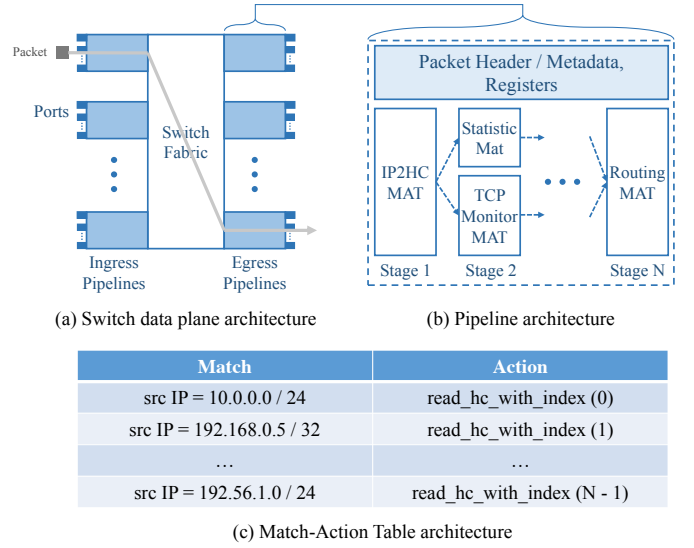 Packet
Ports
Switch
Fabric
Ingress
Pipelines
Egress
Pipelines
(a) Switch data plane architecture
Packet Header / Metadata,
Registers
IP2HC
MAT
Statistic
Mat
TCP
Monitor
MAT
Routing
MAT
Stage 1
Stage 2
Stage N
(b) Pipeline architecture
Match Action
src IP = 10.0.0.0 / 24 read_hc_with_index (0)
src IP = 192.168.0.5 / 32 read_hc_with_index (1)
… …
src IP = 192.56.1.0 / 24 read_hc_with_index (N - 1)
(c) Match-Action Table architecture